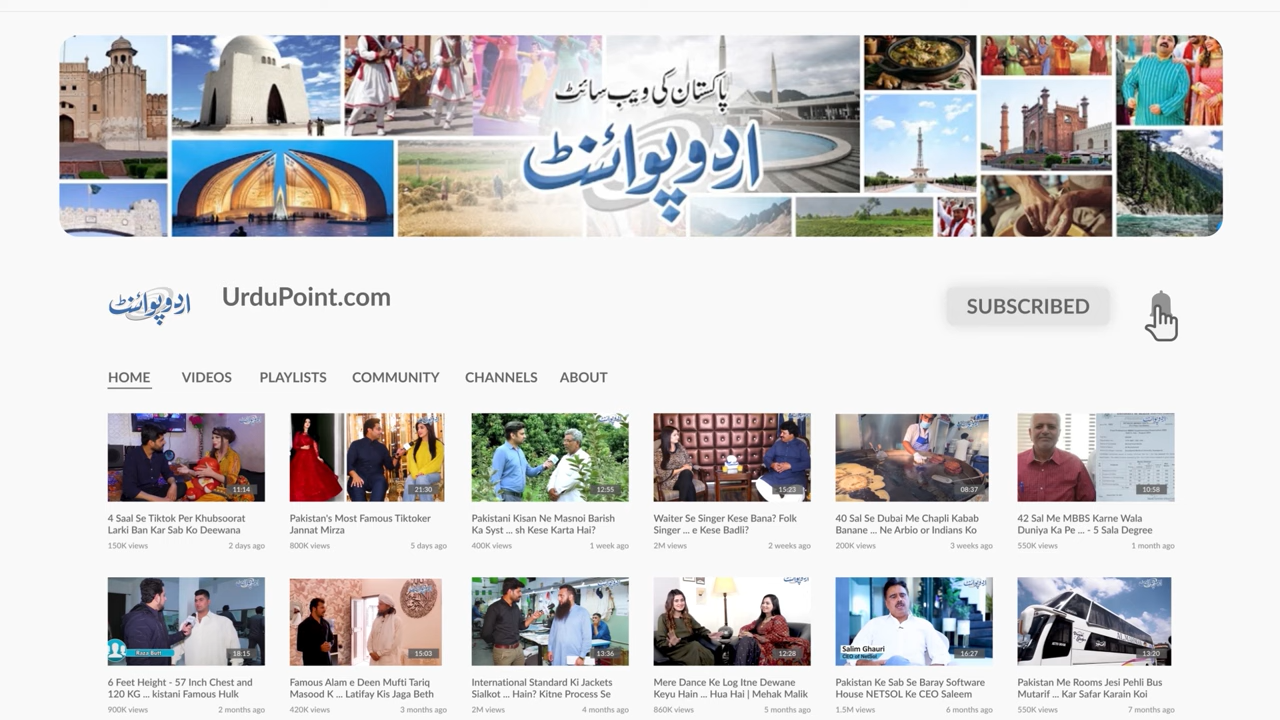 پاکستان کی ویب سائٹ
اردو پوائنٹ
اردو پوائنٹ
UrduPoint.com
SUBSCRIBED
HOME VIDEOS PLAYLISTS COMMUNITY CHANNELS ABOUT
11:14 21:30 12:55 15:23 08:37 10:58
4 Saal Se Tiktok Per Khubsoorat
Larki Ban Kar Sab Ko Deewana
150K views 2 days ago
Pakistan's Most Famous Tiktoker
Jannat Mirza
800K views 5 days ago
Pakistani Kisan Ne Masnoi Barish
Ka Syst ... sh Kese Karta Hai?
400K views 1 week ago
Waiter Se Singer Kese Bana? Folk
Singer ... e Kese Badli?
2M views 2 weeks ago
40 Sal Se Dubai Me Chapli Kabab
Banane ... Ne Arbio or Indians Ko
200K views 3 weeks ago
42 Sal Me MBBS Karne Wala
Duniya Ka Pe ... - 5 Sala Degree
550K views 1 month ago
Raza Butt
18:15 15:03 13:36 12:28
Salim Ghauri
CEO of NetSol
16:27 13:20
6 Feet Height - 57 Inch Chest and
120 KG ... kistani Famous Hulk
900K views 2 months ago
Famous Alam e Deen Mufti Tariq
Masood K ... Latifay Kis Jaga Beth
420K views 3 months ago
International Standard Ki Jackets
Sialkot ... Hain? Kitne Process Se
2M views 4 months ago
Mere Dance Ke Log Itne Dewane
Keyu Hain ... Hua Hai | Mehak Malik
860K views 5 months ago
Pakistan Ke Sab Se Baray Software
House NETSOL Ke CEO Saleem
1.5M views 6 months ago
Pakistan Me Rooms Jesi Pehli Bus
Mutarif ... Kar Safar Karain Koi
550K views 7 months ago